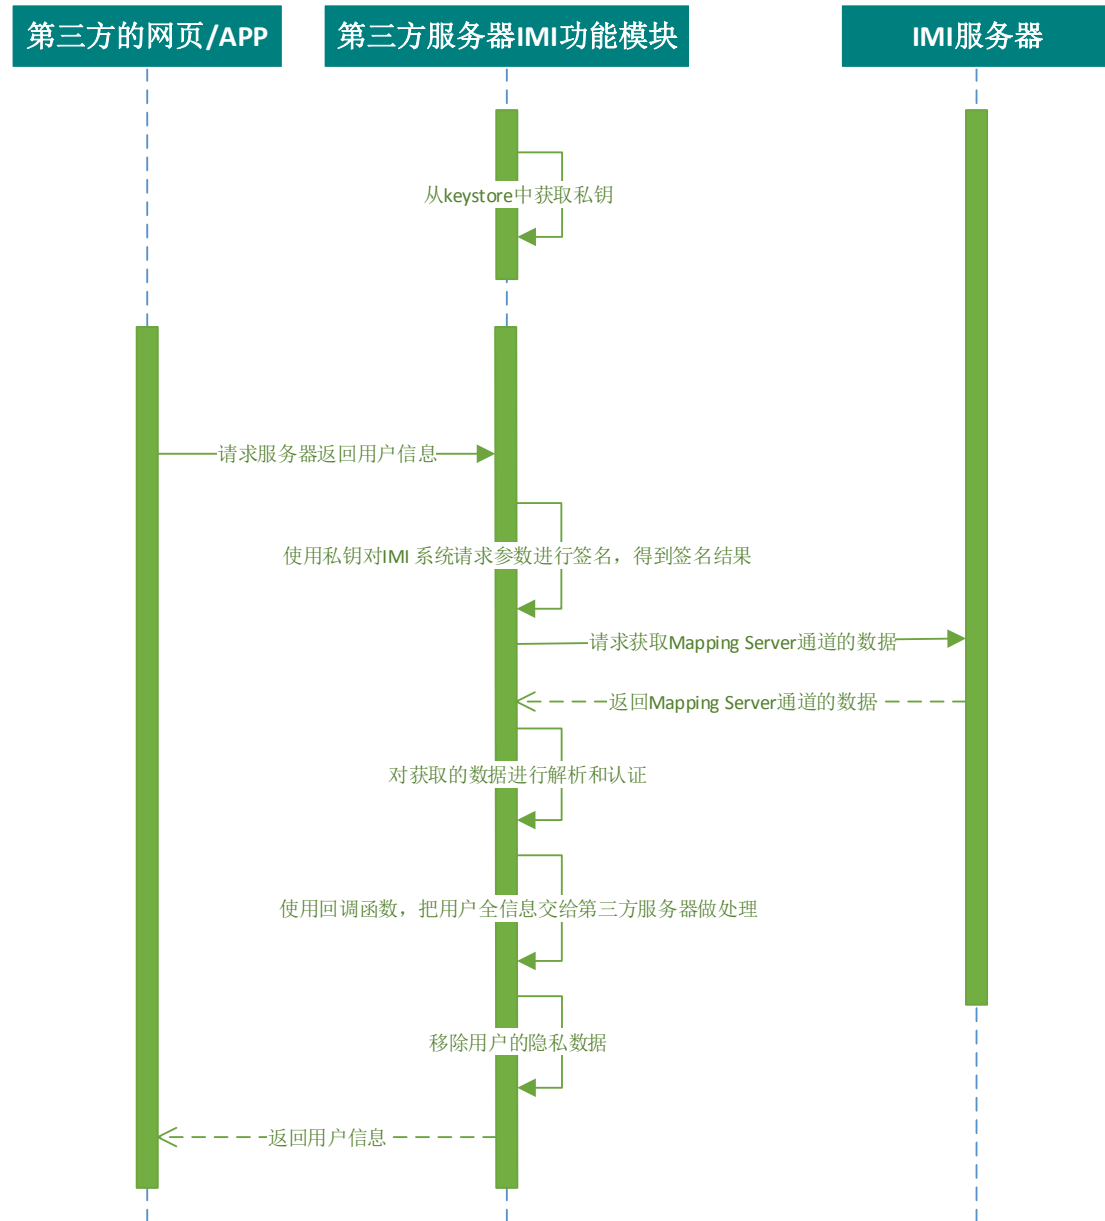 第三方的网页/APP
第三方服务器IMI功能模块
IMI服务器
从keystore中获取私钥
请求服务器返回用户信息
使用私钥对IMI 系统请求参数进行签名，得到签名结果
请求获取Mapping Server通道的数据
返回Mapping Server通道的数据
对获取的数据进行解析和认证
使用回调函数，把用户全信息交给第三方服务器做处理
移除用户的隐私数据
返回用户信息